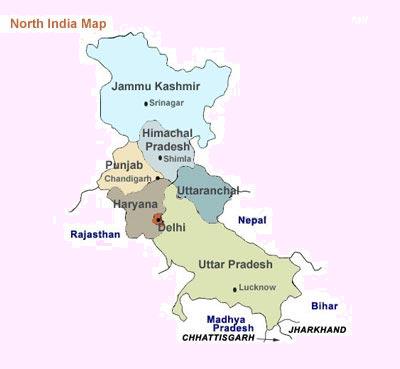 North India Map
Jammu Kashmir
Srinagar
Himachal
Pradesh
Shimla
Punjab
Chandigarh
Uttaranchal
Haryana
Nepal
Delhi
Rajasthan
Uttar Pradesh
Lucknow
Bihar
Madhya
Pradesh
JHARKHAND
CHHATTISGARH